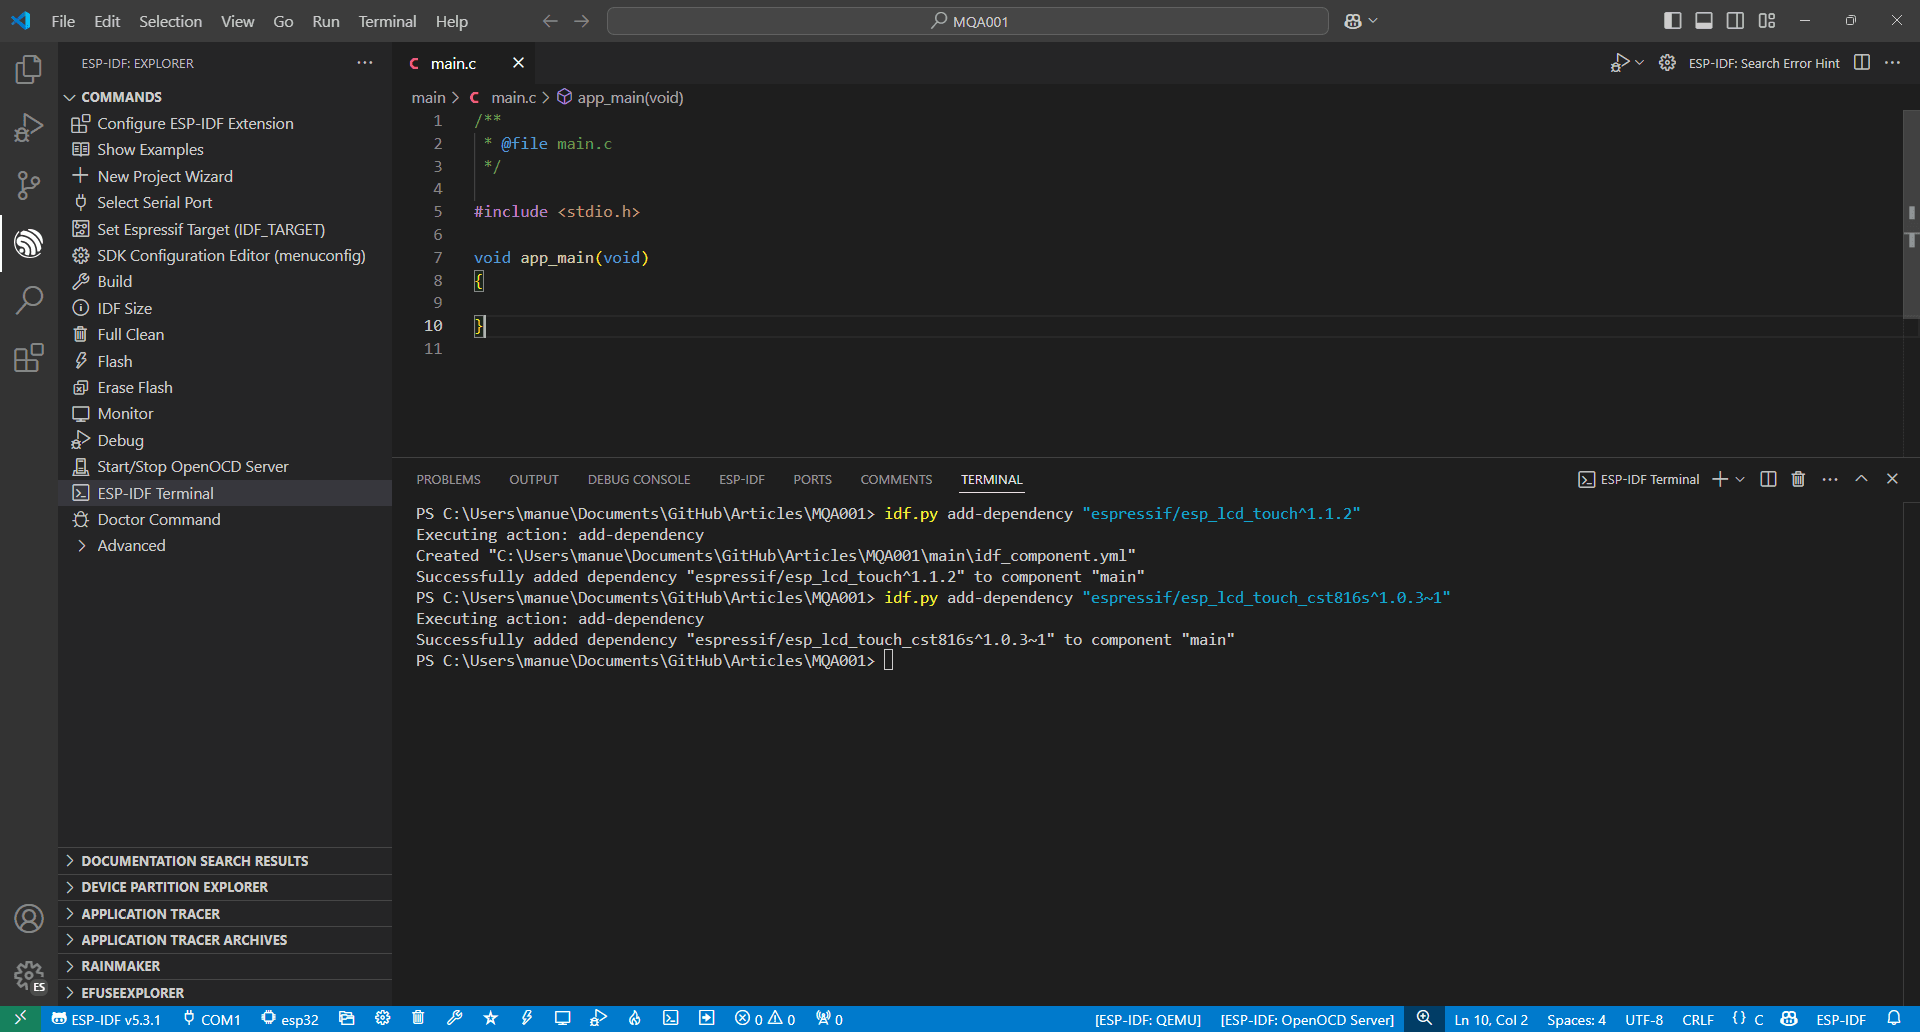 File Edit Selection View Go Run Terminal Help
MQA001
ESP-IDF: EXPLORER
COMMANDS
Configure ESP-IDF Extension
Show Examples
New Project Wizard
Select Serial Port
Set Espressif Target (IDF_TARGET)
SDK Configuration Editor (menuconfig)
Build
IDF Size
Full Clean
Flash
Erase Flash
Monitor
Debug
Start/Stop OpenOCD Server
ESP-IDF Terminal
Doctor Command
Advanced
DOCUMENTATION SEARCH RESULTS
DEVICE PARTITION EXPLORER
APPLICATION TRACER
APPLICATION TRACER ARCHIVES
RAINMAKER
EFUSEEXPLORER
ES
C main.c
ESP-IDF: Search Error Hint
main > C main.c > app_main(void)
1 /**
2 * @file main.c
3 */
4
5 #include <stdio.h>
6
7 void app_main(void)
8 {
9
10 }
11
PROBLEMS OUTPUT DEBUG CONSOLE ESP-IDF PORTS COMMENTS TERMINAL
ESP-IDF Terminal
PS C:\Users\manue\Documents\GitHub\Articles\MQA001> idf.py add-dependency "espressif/esp_lcd_touch^1.1.2"
Executing action: add-dependency
Created "C:\Users\manue\Documents\GitHub\Articles\MQA001\main\idf_component.yml"
Successfully added dependency "espressif/esp_lcd_touch^1.1.2" to component "main"
PS C:\Users\manue\Documents\GitHub\Articles\MQA001> idf.py add-dependency "espressif/esp_lcd_touch_cst816s^1.0.3~1"
Executing action: add-dependency
Successfully added dependency "espressif/esp_lcd_touch_cst816s^1.0.3~1" to component "main"
PS C:\Users\manue\Documents\GitHub\Articles\MQA001>
ESP-IDF v5.3.1 COM1 esp32 0 0 0 [ESP-IDF: QEMU] [ESP-IDF: OpenOCD Server] Ln 10, Col 2 Spaces: 4 UTF-8 CRLF {} C ESP-IDF